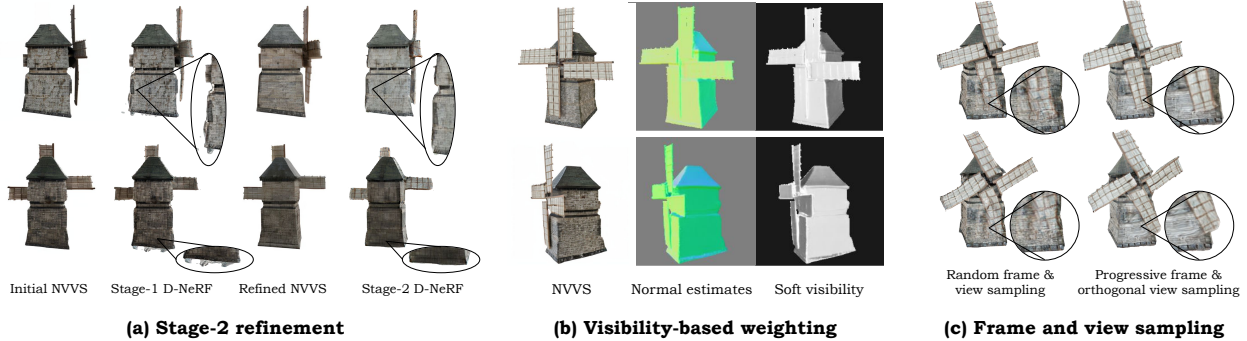 Initial NVVS
Stage-1 D-NeRF
Refined NVVS
Stage-2 D-NeRF
(a) Stage-2 refinement
NVVS
Normal estimates
Soft visibility
(b) Visibility-based weighting
Random frame &
view sampling
Progressive frame &
orthogonal view sampling
(c) Frame and view sampling